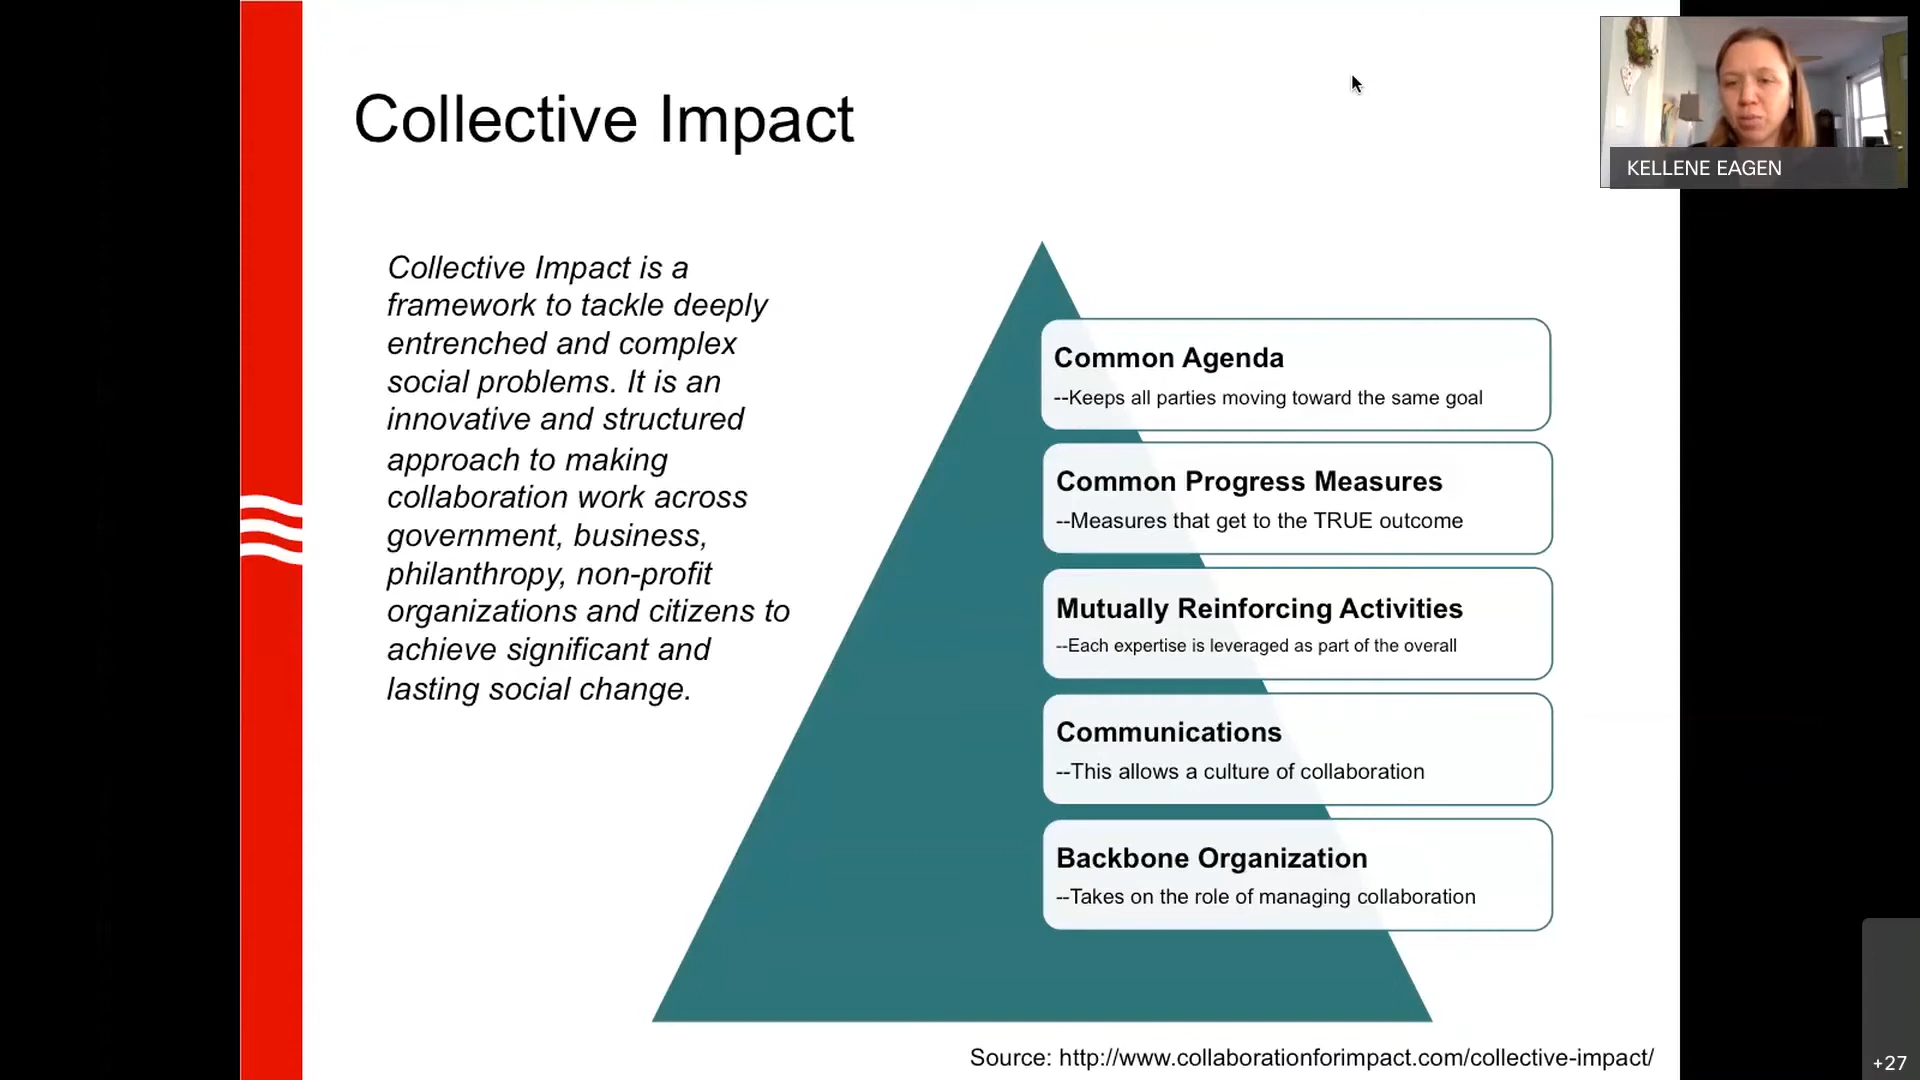 Collective Impact
KELLENE EAGEN
Collective Impact is a
framework to tackle deeply
entrenched and complex
social problems. It is an
innovative and structured
approach to making
collaboration work across
government, business,
philanthropy, non-profit
organizations and citizens to
achieve significant and
lasting social change.
Common Agenda
--Keeps all parties moving toward the same goal
Common Progress Measures
--Measures that get to the TRUE outcome
Mutually Reinforcing Activities
--Each expertise is leveraged as part of the overall
Communications
--This allows a culture of collaboration
Backbone Organization
--Takes on the role of managing collaboration
Source: http://www.collaborationforimpact.com/collective-impact/
+27